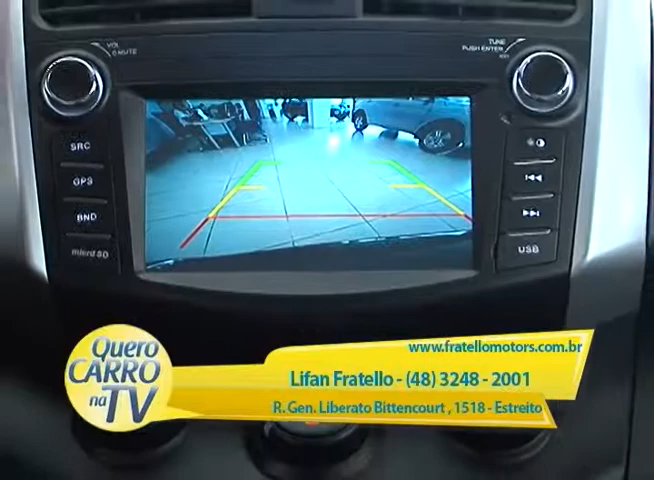 VOL
TUNE
PUSH ENTER
SRC
GPS
BND
microSD
USB
www.fratellomotors.com.br
Quero
CARRO
na TV
Lifan Fratello - (48) 3248 - 2001
R. Gen. Liberato Bittencourt , 1518 - Estreito